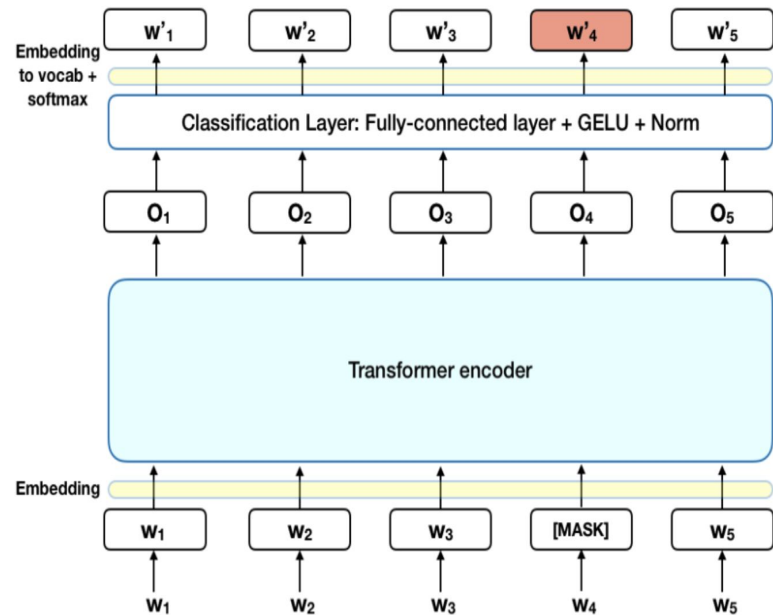 w'₁ w'₂ w'₃ w'₄ w'₅
Embedding
to vocab +
softmax
Classification Layer: Fully-connected layer + GELU + Norm
O₁ O₂ O₃ O₄ O₅
Transformer encoder
Embedding
w₁ w₂ w₃ [MASK] w₅
w₁ w₂ w₃ w₄ w₅